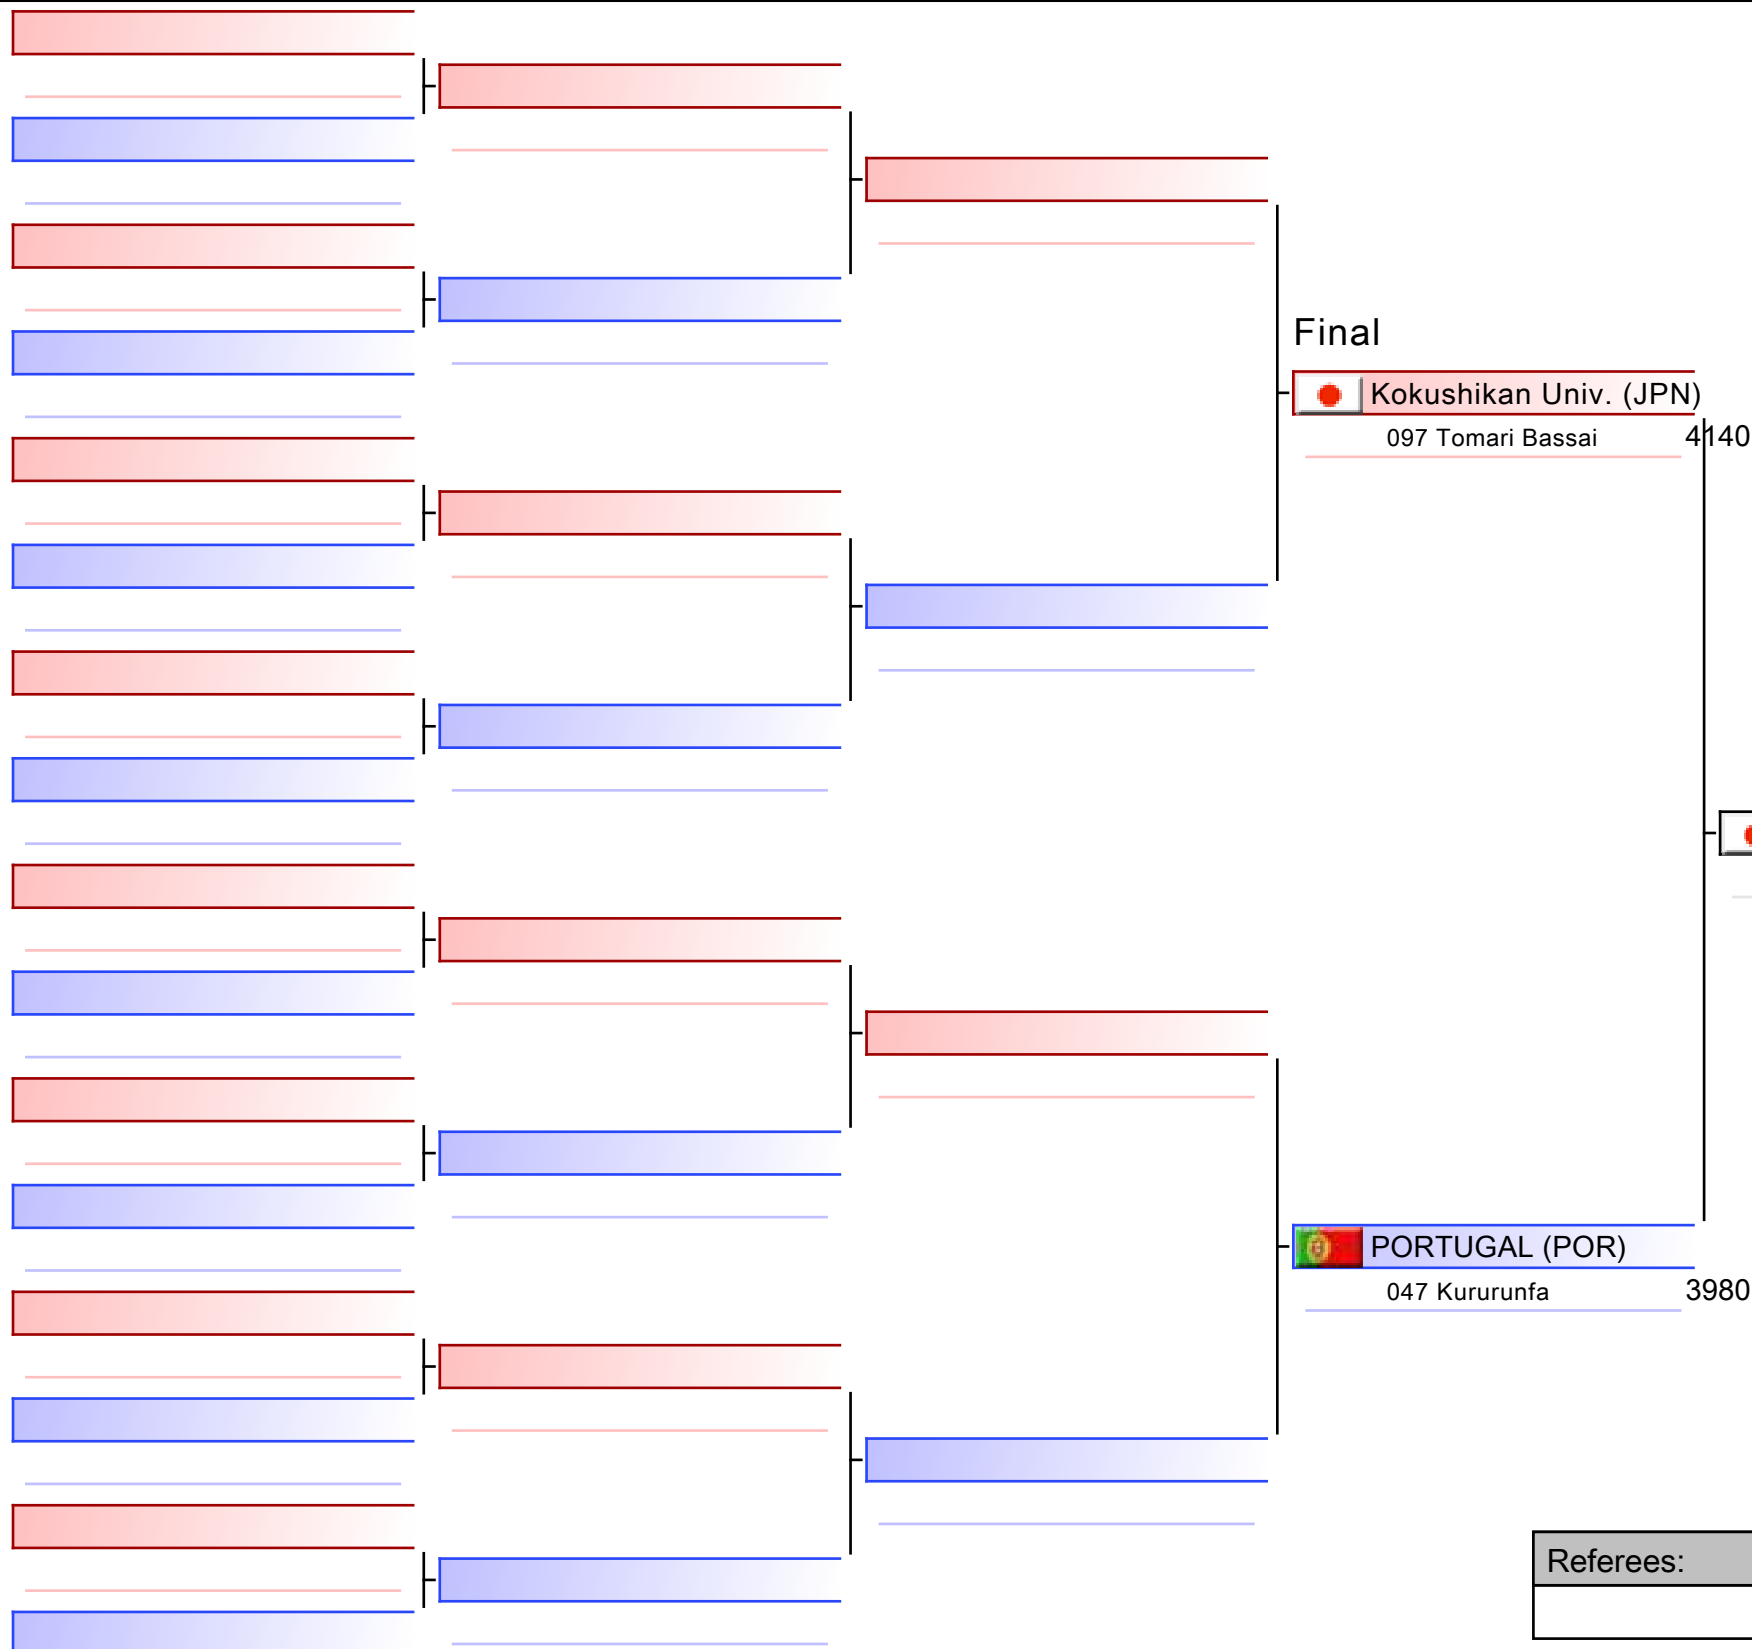 Final
Kokushikan Univ. (JPN)
097 Tomari Bassai 4140
PORTUGAL (POR)
047 Kururunfa 3980
Referees: